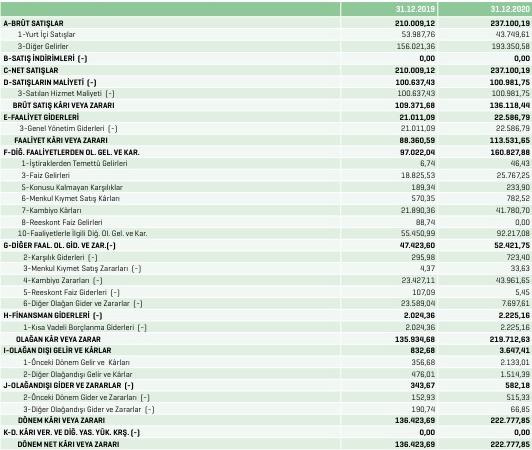 31.12.2019 31.12.2020
A-BRÜT SATIŞLAR 210.009,12 237.100,19
1-Yurt İçi Satışlar 53.987,76 43.749,61
3-Diğer Gelirler 156.021,36 193.350,58
B-SATIŞ İNDİRİMLERİ (-) 0,00 0,00
C-NET SATIŞLAR 210.009,12 237.100,19
D-SATIŞLARIN MALİYETİ (-) 100.637,43 100.981,75
3-Satılan Hizmet Maliyeti (-) 100.637,43 100.981,75
BRÜT SATIŞ KÂRI VEYA ZARARI 109.371,68 136.118,44
E-FAALİYET GİDERLERİ 21.011,09 22.586,79
3-Genel Yönetim Giderleri (-) 21.011,09 22.586,79
FAALİYET KÂRI VEYA ZARARI 88.360,59 113.531,65
F-DİĞ. FAALİYETLERDEN OL. GEL. VE KAR. 97.022,04 160.827,88
1-İştiraklerden Temettü Gelirleri 6,74 46,43
3-Faiz Gelirleri 18.825,53 25.767,25
5-Konusu Kalmayan Karşılıklar 189,34 233,90
6-Menkul Kıymet Satış Kârları 570,35 782,52
7-Kambiyo Kârları 21.890,36 41.780,70
8-Reeskont Faiz Gelirleri 88,74 0,00
10-Faaliyetlerle İlgili Diğ. Ol. Gel. ve Kar. 55.450,99 92.217,08
G-DİĞER FAAL. OL. GİD. VE ZAR.(-) 47.423,60 52.421,75
2-Karşılık Giderleri (-) 295,98 723,40
3-Menkul Kıymet Satış Zararları (-) 4,37 33,63
4-Kambiyo Zararları (-) 23.427,11 43.961,65
5-Reeskont Faiz Giderleri (-) 107,09 5,45
6-Diğer Olağan Gider ve Zararlar (-) 23.589,04 7.697,61
H-FİNANSMAN GİDERLERİ (-) 2.024,36 2.225,16
1-Kısa Vadeli Borçlanma Giderleri (-) 2.024,36 2.225,16
OLAĞAN KÂR VEYA ZARAR 135.934,68 219.712,63
I-OLAĞAN DIŞI GELİR VE KÂRLAR 832,68 3.647,41
1-Önceki Dönem Gelir ve Kârları 356,68 2.133,01
2-Diğer Olağandışı Gelir ve Kârlar 476,01 1.514,39
J-OLAĞANDIŞI GİDER VE ZARARLAR (-) 343,67 582,18
2-Önceki Dönem Gider Zararları (-) 152,93 515,33
3-Diğer Olağandışı Gider ve Zararlar (-) 190,74 66,85
DÖNEM KÂRI VEYA ZARARI 136.423,69 222.777,85
K-D. KÂRI VER. VE DİĞ. YAS. YÜK. KRŞ. (-) 0,00 0,00
DÖNEM NET KÂRI VEYA ZARARI 136.423,69 222.777,85